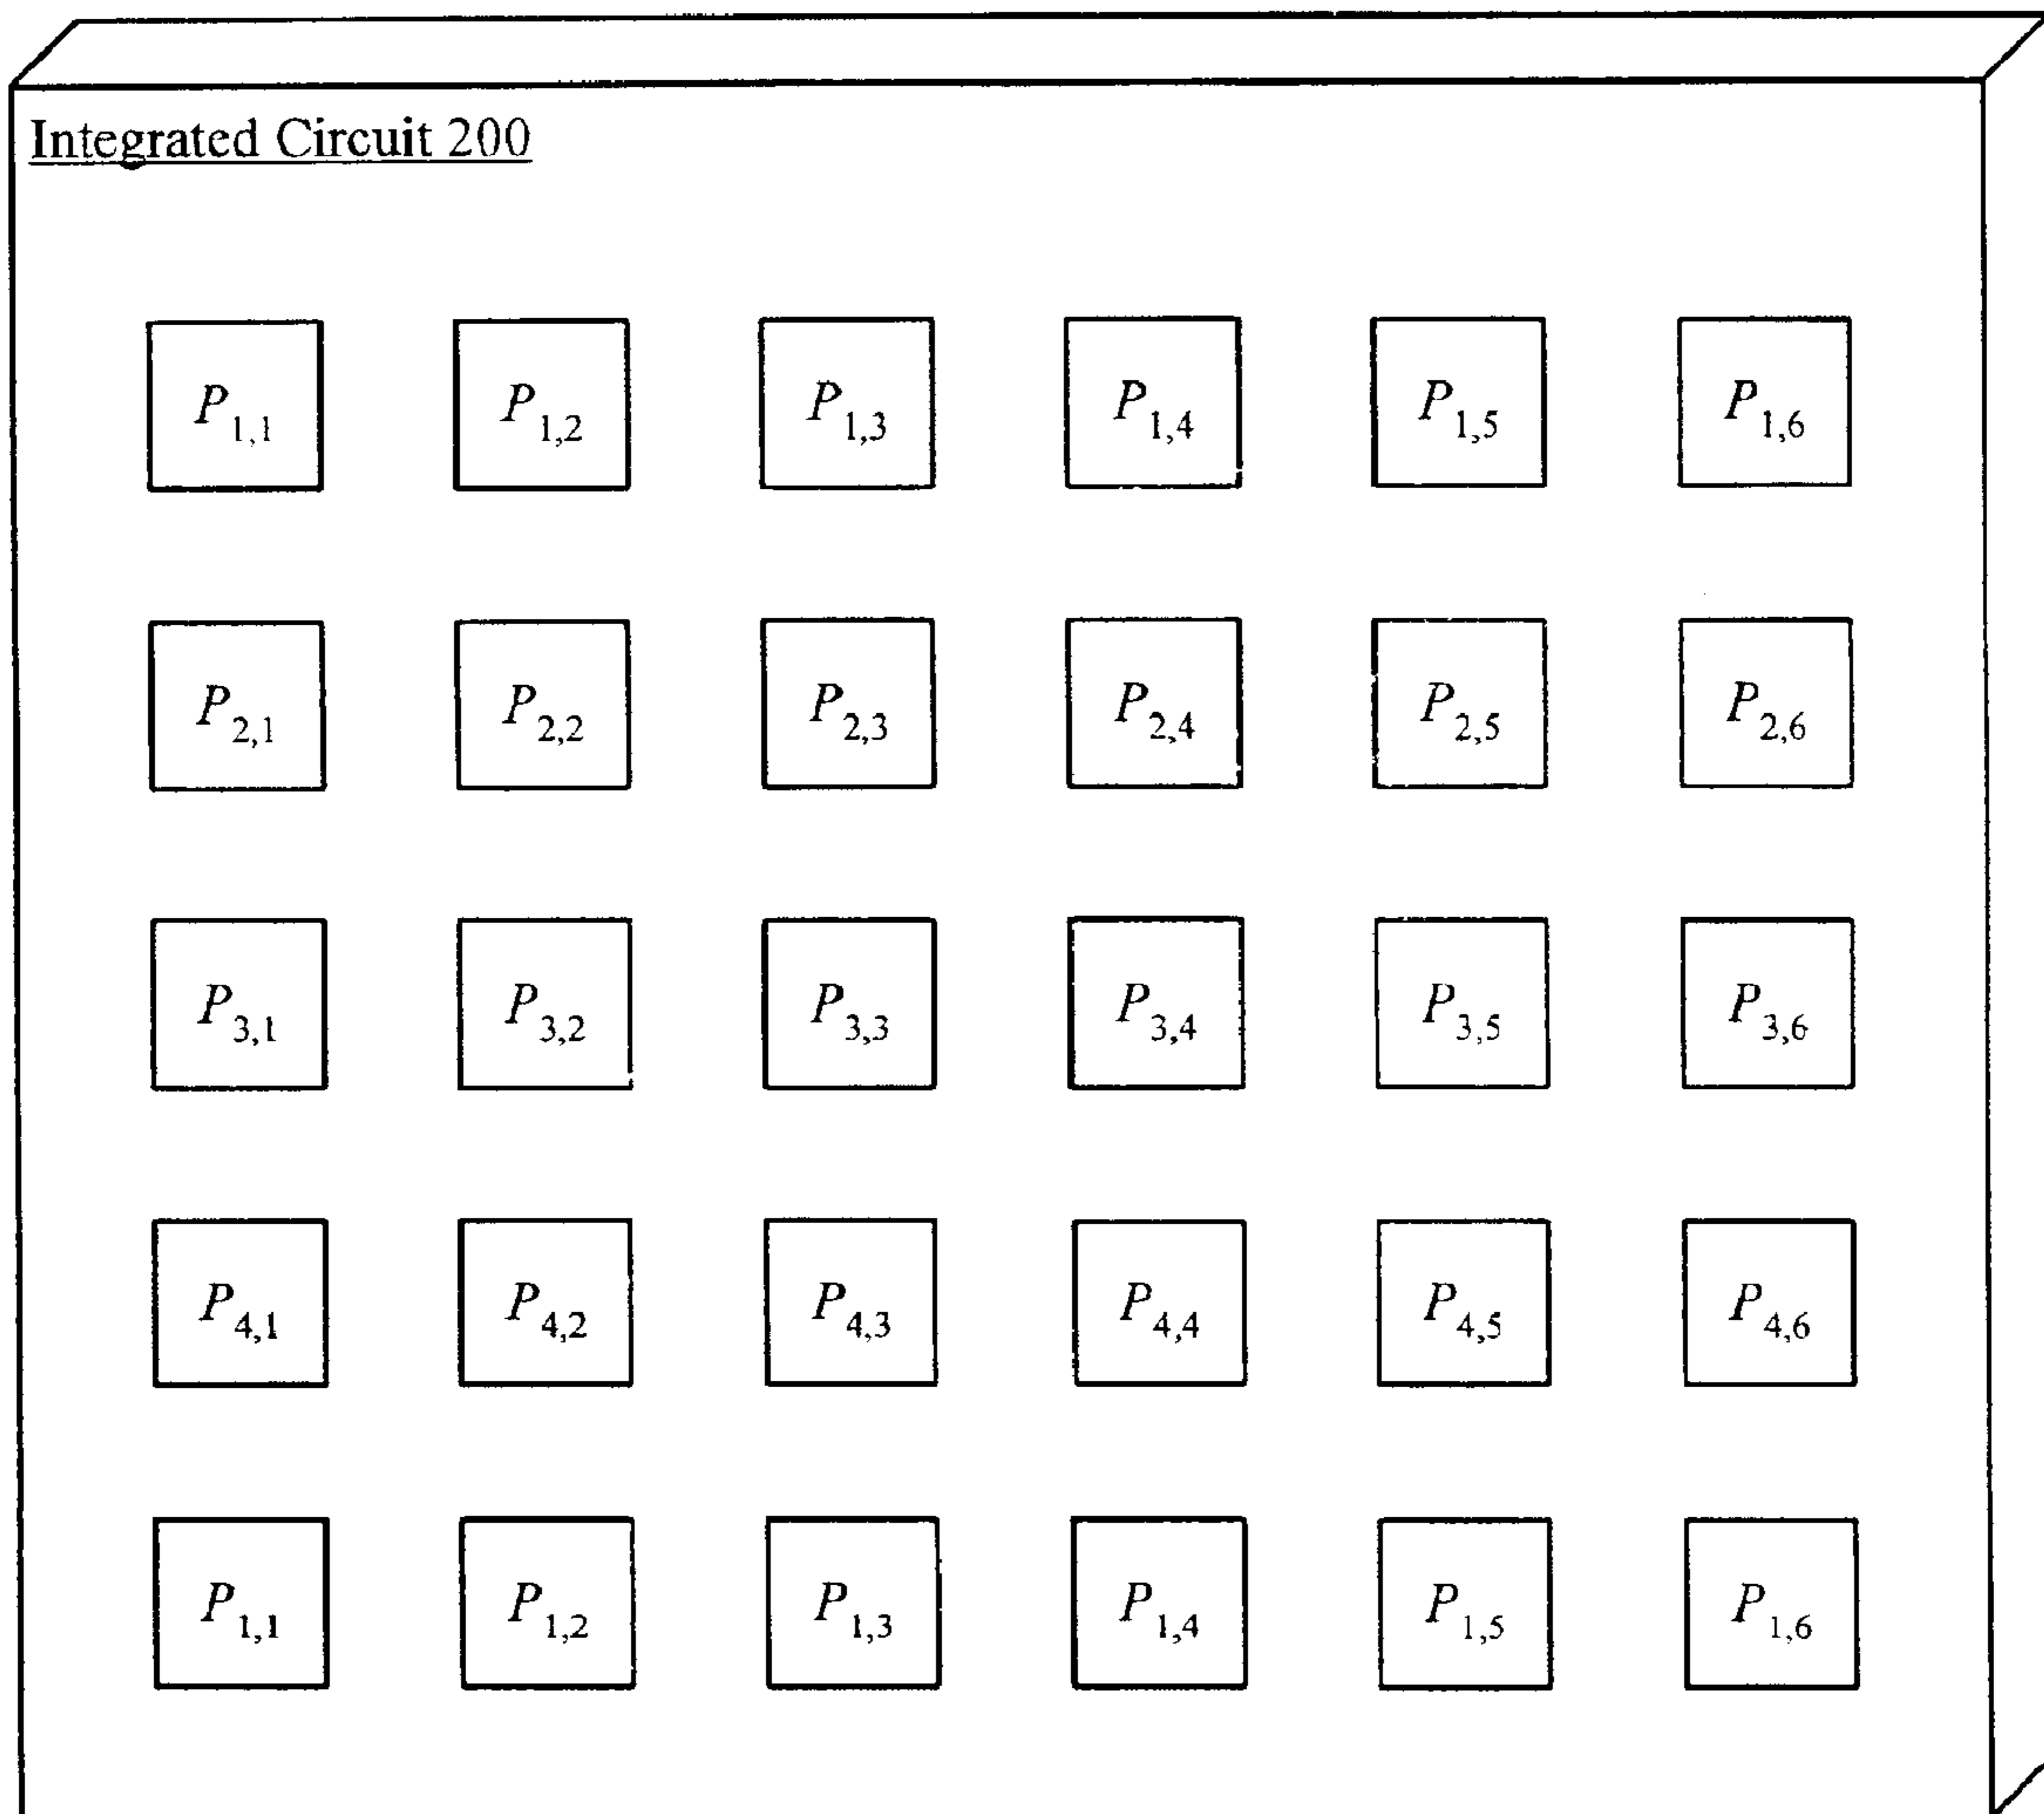 Integrated Circuit 200
P1,1 P1,2 P1,3 P1,4 P1,5 P1,6
P2,1 P2,2 P2,3 P2,4 P2,5 P2,6
P3,1 P3,2 P3,3 P3,4 P3,5 P3,6
P4,1 P4,2 P4,3 P4,4 P4,5 P4,6
P1,1 P1,2 P1,3 P1,4 P1,5 P1,6